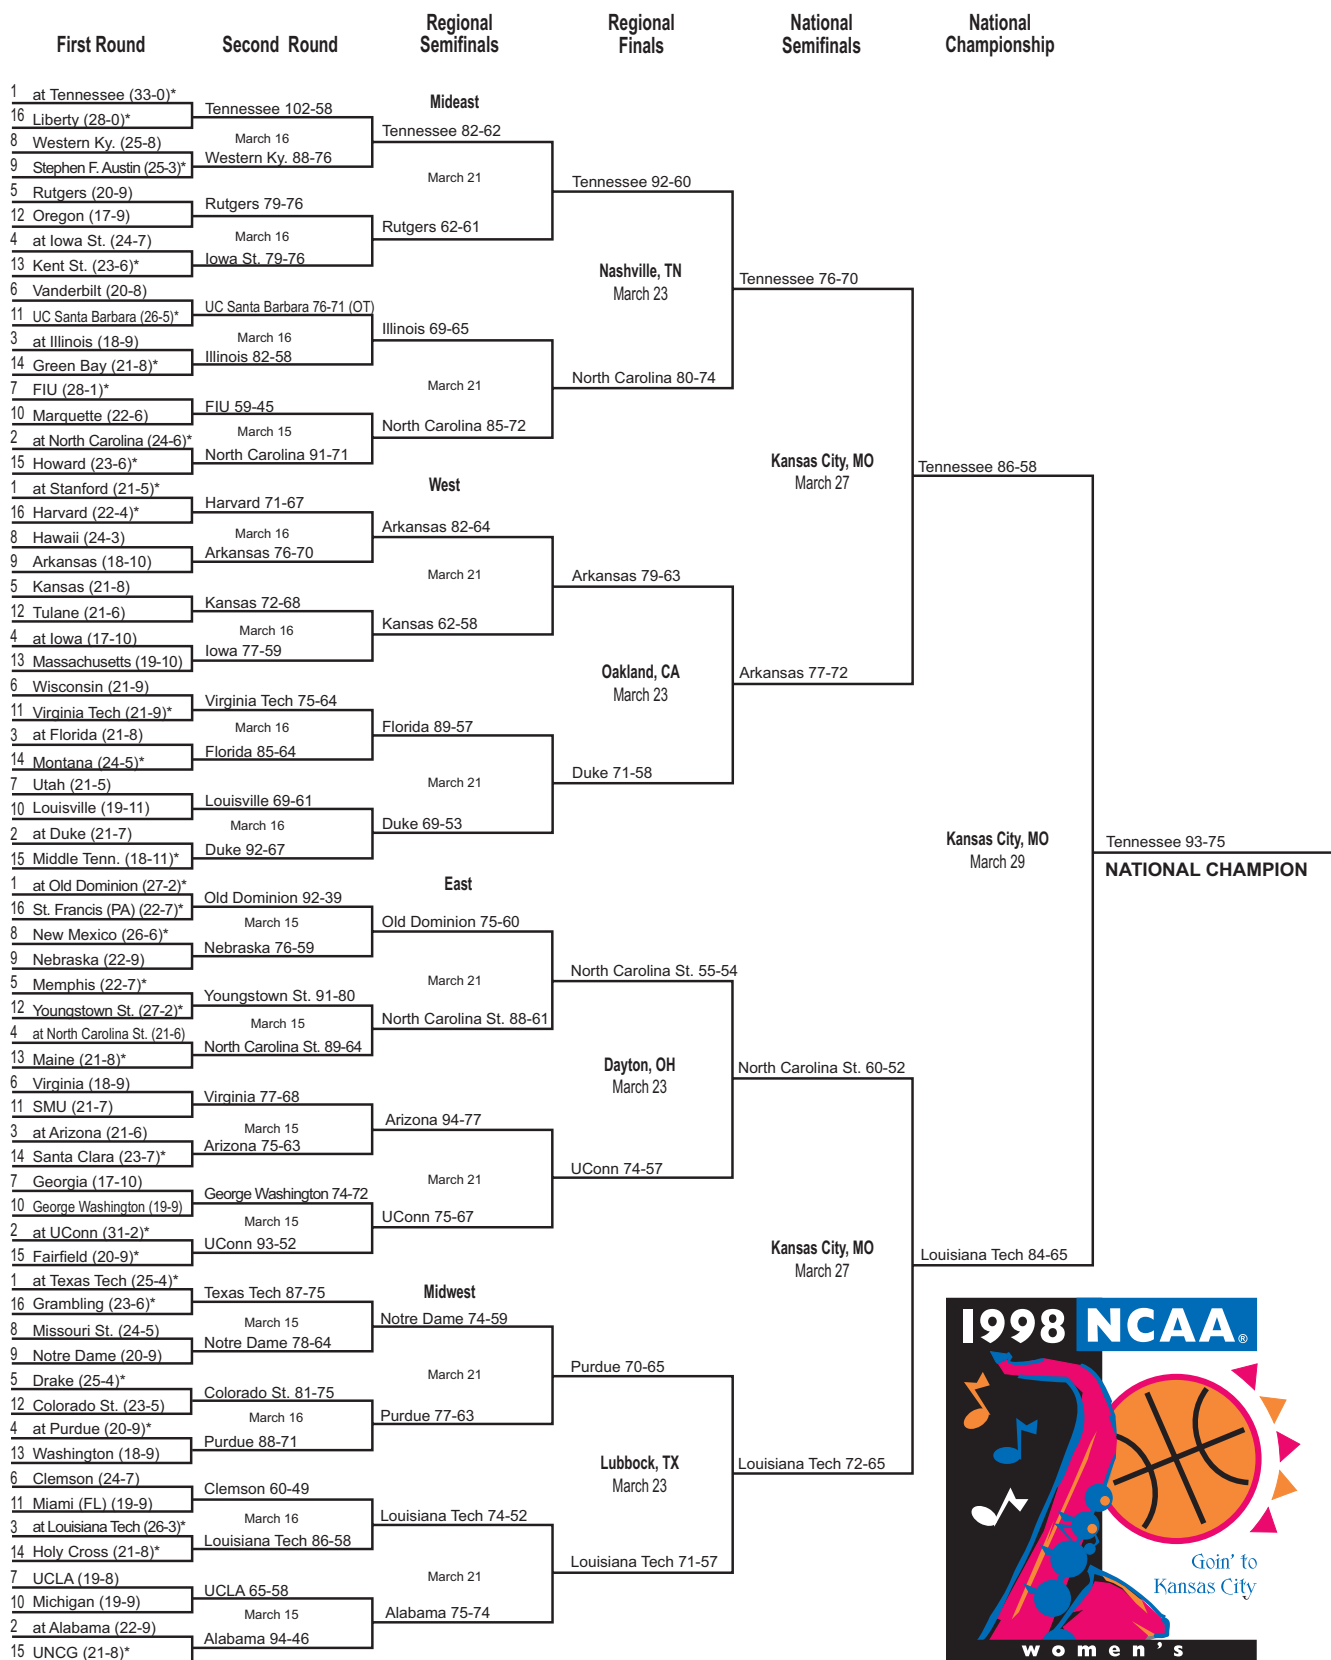 First Round
Second Round
Regional Semifinals
Regional Finals
National Semifinals
National Championship
1 at Tennessee (33-0)*
16 Liberty (28-0)*
8 Western Ky. (25-8)
9 Stephen F. Austin (25-3)*
5 Rutgers (20-9)
12 Oregon (17-9)
4 at Iowa St. (24-7)
13 Kent St. (23-6)*
6 Vanderbilt (20-8)
11 UC Santa Barbara (26-5)*
3 at Illinois (18-9)
14 Green Bay (21-8)*
7 FIU (28-1)*
10 Marquette (22-6)
2 at North Carolina (24-6)*
15 Howard (23-6)*
1 at Stanford (21-5)*
16 Harvard (22-4)*
8 Hawaii (24-3)
9 Arkansas (18-10)
5 Kansas (21-8)
12 Tulane (21-6)
4 at Iowa (17-10)
13 Massachusetts (19-10)
6 Wisconsin (21-9)
11 Virginia Tech (21-9)*
3 at Florida (21-8)
14 Montana (24-5)*
7 Utah (21-5)
10 Louisville (19-11)
2 at Duke (21-7)
15 Middle Tenn. (18-11)*
1 at Old Dominion (27-2)*
16 St. Francis (PA) (22-7)*
8 New Mexico (26-6)*
9 Nebraska (22-9)
5 Memphis (22-7)*
12 Youngstown St. (27-2)*
4 at North Carolina St. (21-6)
13 Maine (21-8)*
6 Virginia (18-9)
11 SMU (21-7)
3 at Arizona (21-6)
14 Santa Clara (23-7)*
7 Georgia (17-10)
10 George Washington (19-9)
2 at UConn (31-2)*
15 Fairfield (20-9)*
1 at Texas Tech (25-4)*
16 Grambling (23-6)*
8 Missouri St. (24-5)
9 Notre Dame (20-9)
5 Drake (25-4)*
12 Colorado St. (23-5)
4 at Purdue (20-9)*
13 Washington (18-9)
6 Clemson (24-7)
11 Miami (FL) (19-9)
3 at Louisiana Tech (26-3)*
14 Holy Cross (21-8)*
7 UCLA (19-8)
10 Michigan (19-9)
2 at Alabama (22-9)
15 UNCG (21-8)*
Tennessee 102-58
March 16
Western Ky. 88-76
Rutgers 79-76
March 16
Iowa St. 79-76
UC Santa Barbara 76-71 (OT)
March 16
Illinois 82-58
FIU 59-45
March 15
North Carolina 91-71
Harvard 71-67
March 16
Arkansas 76-70
Kansas 72-68
March 16
Iowa 77-59
Virginia Tech 75-64
March 16
Florida 85-64
Louisville 69-61
March 16
Duke 92-67
Old Dominion 92-39
March 15
Nebraska 76-59
Youngstown St. 91-80
March 15
North Carolina St. 89-64
Virginia 77-68
March 15
Arizona 75-63
George Washington 74-72
March 15
UConn 93-52
Texas Tech 87-75
March 15
Notre Dame 78-64
Colorado St. 81-75
March 16
Purdue 88-71
Clemson 60-49
March 16
Louisiana Tech 86-58
UCLA 65-58
March 15
Alabama 94-46
Mideast
Tennessee 82-62
March 21
Rutgers 62-61
Illinois 69-65
March 21
North Carolina 85-72
West
Arkansas 82-64
March 21
Kansas 62-58
Florida 89-57
March 21
Duke 69-53
East
Old Dominion 75-60
March 21
North Carolina St. 88-61
Arizona 94-77
March 21
UConn 75-67
Midwest
Notre Dame 74-59
March 21
Purdue 77-63
Louisiana Tech 74-52
March 21
Alabama 75-74
Tennessee 92-60
Nashville, TN
March 23
North Carolina 80-74
Arkansas 79-63
Oakland, CA
March 23
Duke 71-58
North Carolina St. 55-54
Dayton, OH
March 23
UConn 74-57
Purdue 70-65
Lubbock, TX
March 23
Louisiana Tech 71-57
Tennessee 76-70
Kansas City, MO
March 27
Arkansas 77-72
North Carolina St. 60-52
Kansas City, MO
March 27
Louisiana Tech 72-65
Tennessee 86-58
Kansas City, MO
March 29
Louisiana Tech 84-65
Tennessee 93-75
NATIONAL CHAMPION
1998 NCAA®
Goin' to
Kansas City
women's